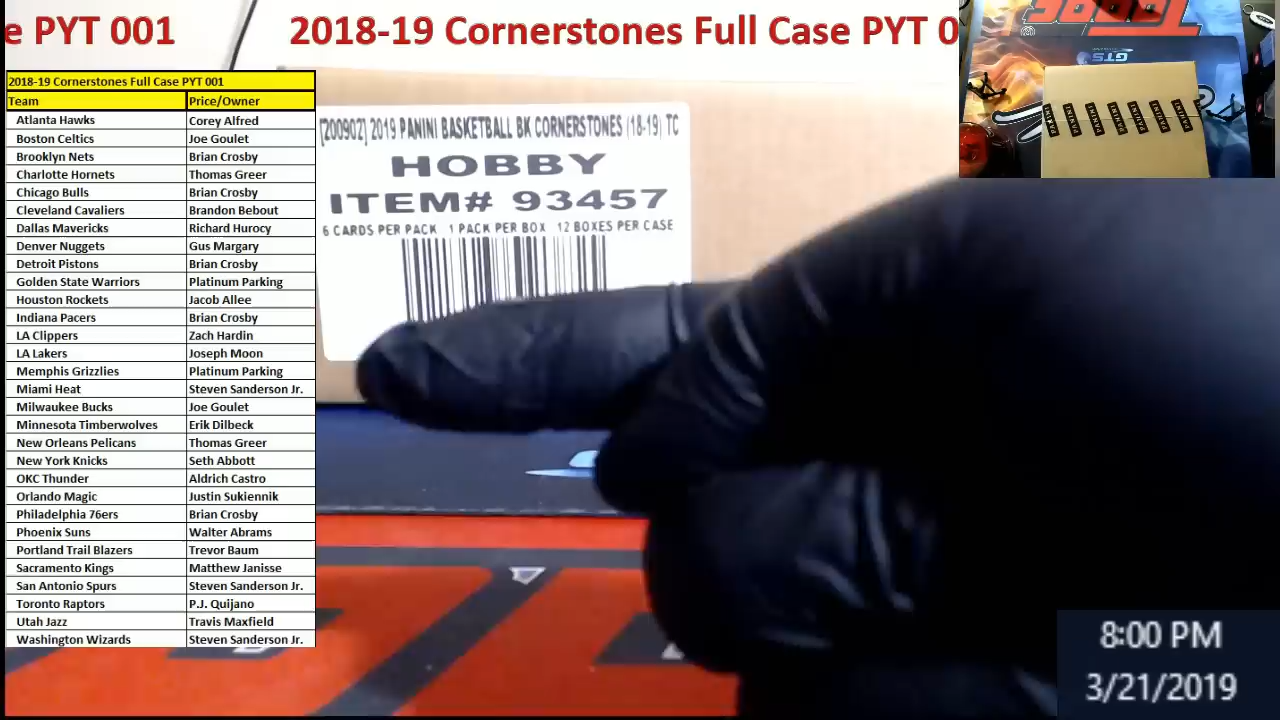 e PYT 001 2018-19 Cornerstones Full Case PYT 0
2018-19 Cornerstones Full Case PYT 001
Team Price/Owner
Atlanta Hawks Corey Alfred
Boston Celtics Joe Goulet
Brooklyn Nets Brian Crosby
Charlotte Hornets Thomas Greer
Chicago Bulls Brian Crosby
Cleveland Cavaliers Brandon Bebout
Dallas Mavericks Richard Hurocy
Denver Nuggets Gus Margary
Detroit Pistons Brian Crosby
Golden State Warriors Platinum Parking
Houston Rockets Jacob Allee
Indiana Pacers Brian Crosby
LA Clippers Zach Hardin
LA Lakers Joseph Moon
Memphis Grizzlies Platinum Parking
Miami Heat Steven Sanderson Jr.
Milwaukee Bucks Joe Goulet
Minnesota Timberwolves Erik Dilbeck
New Orleans Pelicans Thomas Greer
New York Knicks Seth Abbott
OKC Thunder Aldrich Castro
Orlando Magic Justin Sukiennik
Philadelphia 76ers Brian Crosby
Phoenix Suns Walter Abrams
Portland Trail Blazers Trevor Baum
Sacramento Kings Matthew Janisse
San Antonio Spurs Steven Sanderson Jr.
Toronto Raptors P.J. Quijano
Utah Jazz Travis Maxfield
Washington Wizards Steven Sanderson Jr.
[200902] 2019 PANINI BASKETBALL BK CORNERSTONES (18-19) TC
HOBBY
ITEM# 93457
6 CARDS PER PACK 1 PACK PER BOX 12 BOXES PER CASE
GTS
PANINI PANINI PANINI PANINI PANINI PANINI PANINI
8:00 PM
3/21/2019